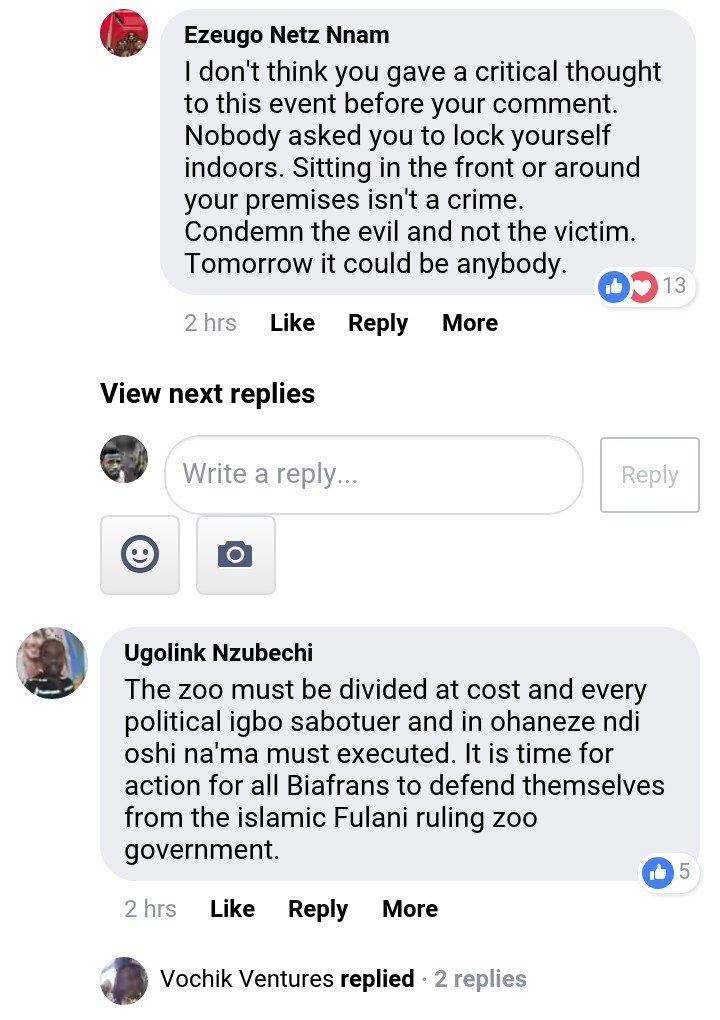 Ezeugo Netz Nnam
I don't think you gave a critical thought
to this event before your comment.
Nobody asked you to lock yourself
indoors. Sitting in the front or around
your premises isn't a crime.
Condemn the evil and not the victim.
Tomorrow it could be anybody.
13
2 hrs Like Reply More
View next replies
Write a reply... Reply
Ugolink Nzubechi
The zoo must be divided at cost and every
political igbo sabotuer and in ohaneze ndi
oshi na'ma must executed. It is time for
action for all Biafrans to defend themselves
from the islamic Fulani ruling zoo
government.
5
2 hrs Like Reply More
Vochik Ventures replied · 2 replies